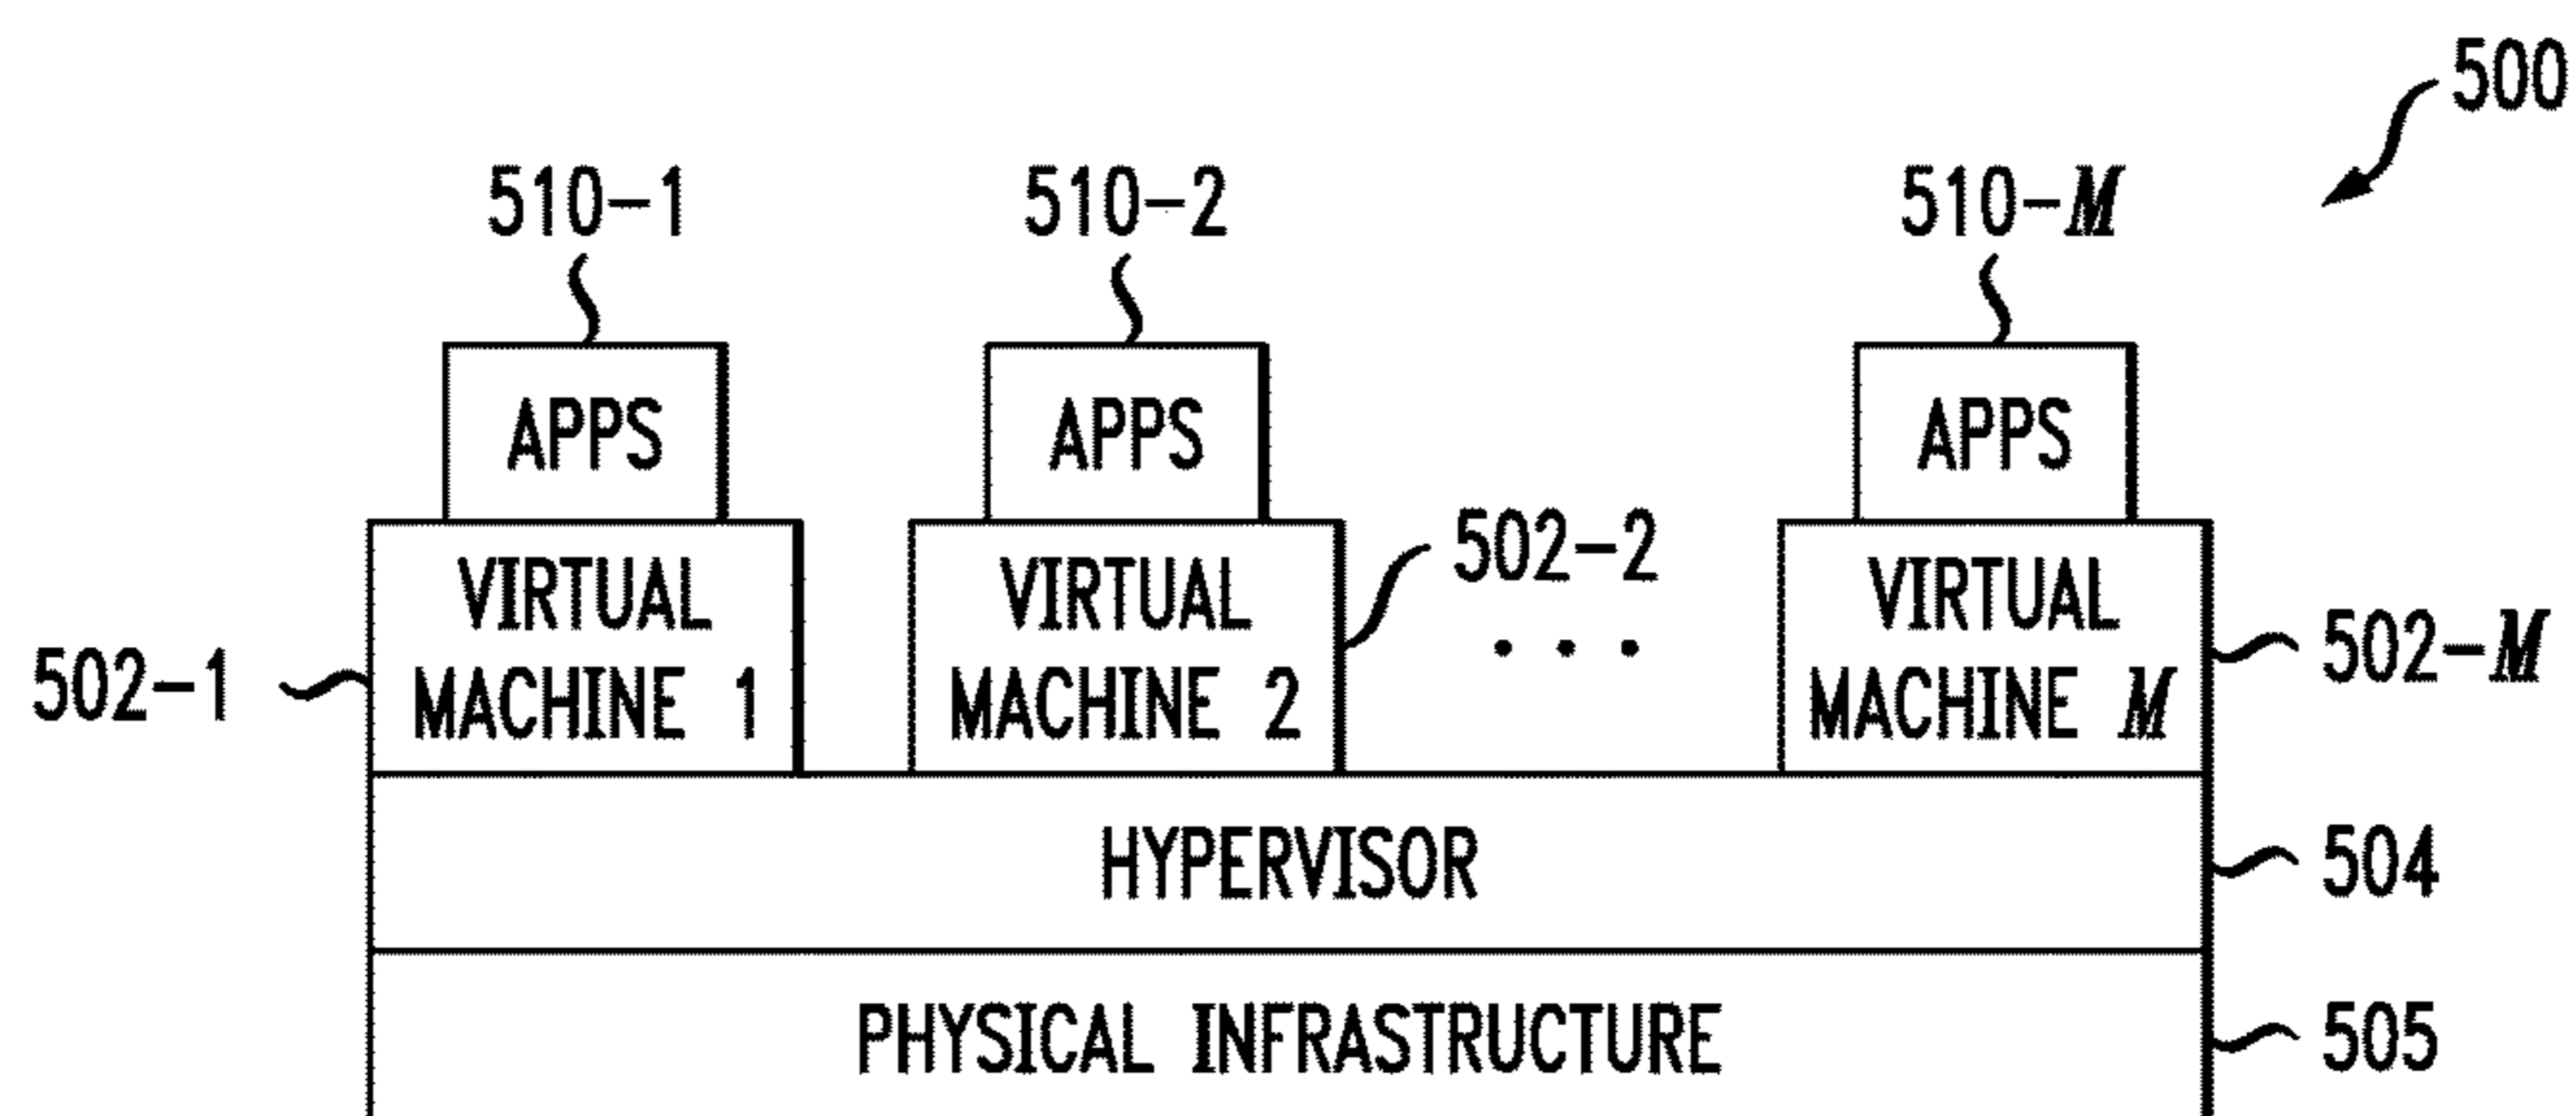 500
510-1
510-2
510-M
APPS
APPS
APPS
502-2
VIRTUAL
MACHINE 1
VIRTUAL
MACHINE 2
. . .
VIRTUAL
MACHINE M
502-1
502-M
HYPERVISOR
504
PHYSICAL INFRASTRUCTURE
505